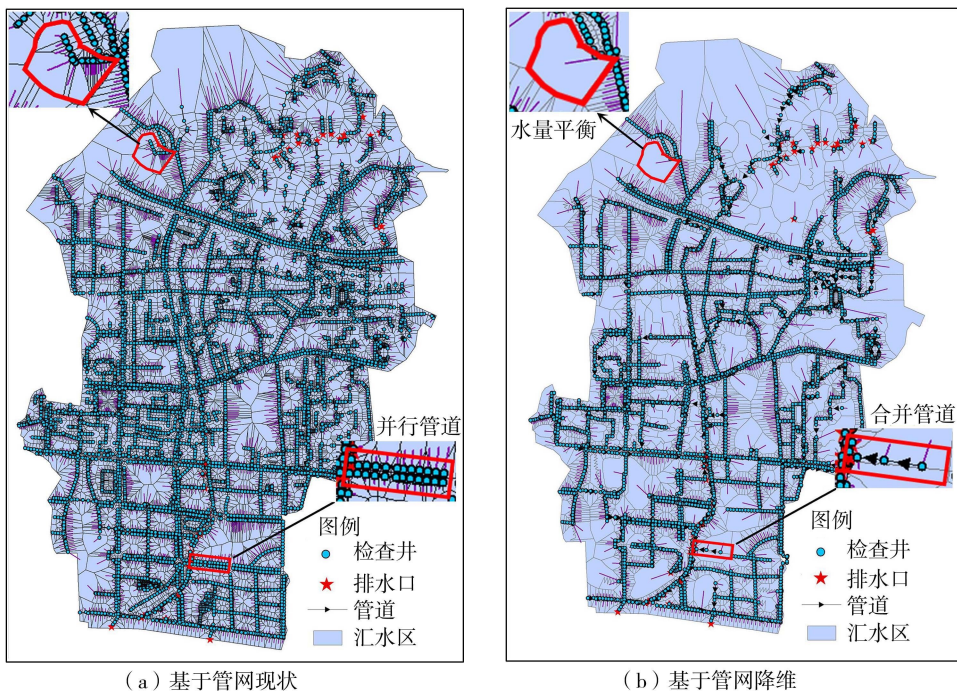 并行管道
图例
检查井
排水口
管道
汇水区
(a)基于管网现状
水量平衡
合并管道
图例
检查井
排水口
管道
汇水区
(b)基于管网降维